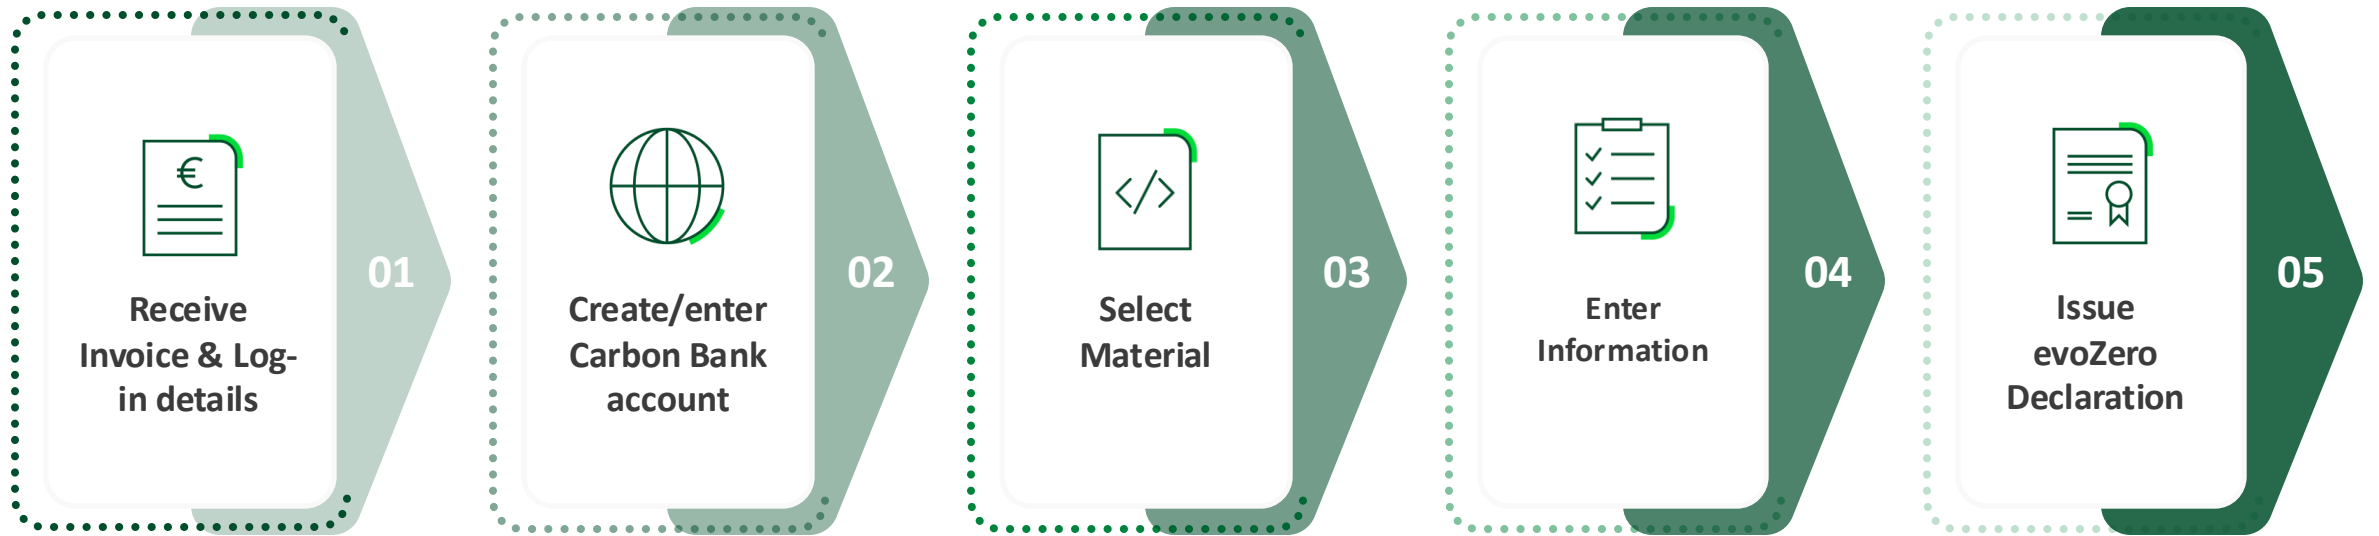 €
01
Receive
Invoice & Log-
in details
02
Create/enter
Carbon Bank
account
</>
03
Select
Material
04
Enter
Information
05
Issue
evoZero
Declaration